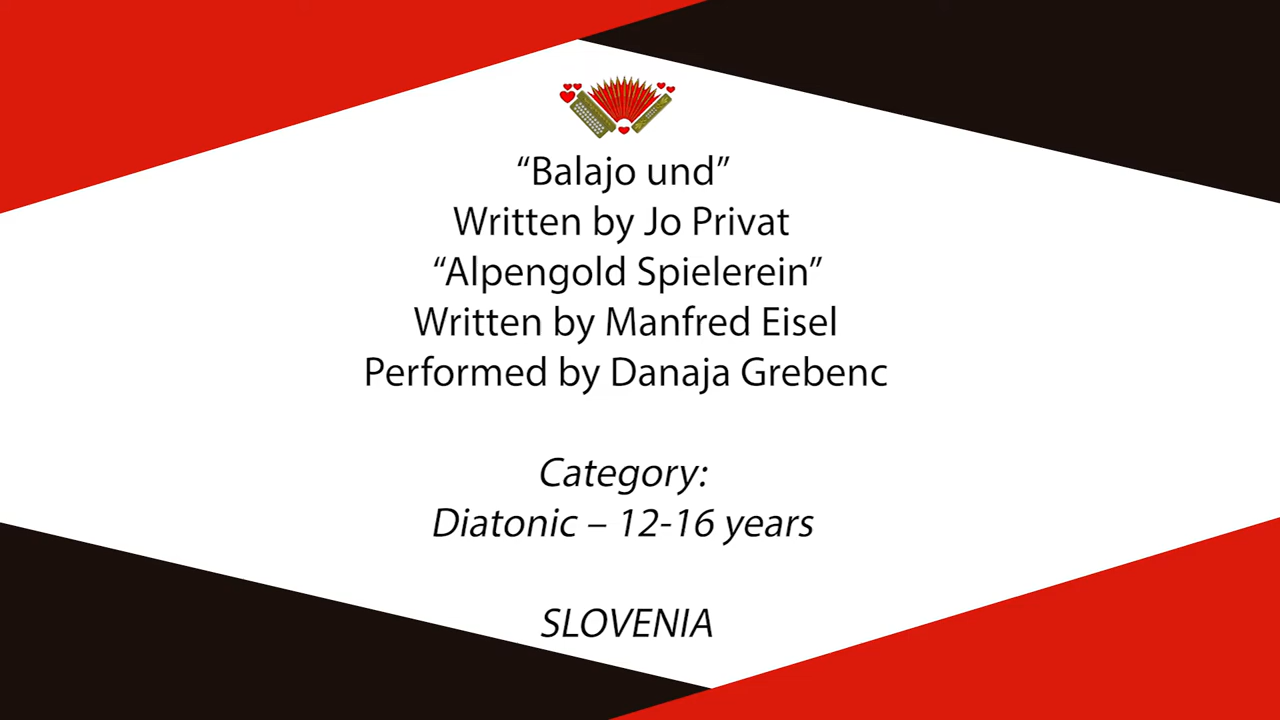 “Balajo und”
Written by Jo Privat
“Alpengold Spielerein”
Written by Manfred Eisel
Performed by Danaja Grebenc
Category:
Diatonic – 12-16 years
SLOVENIA